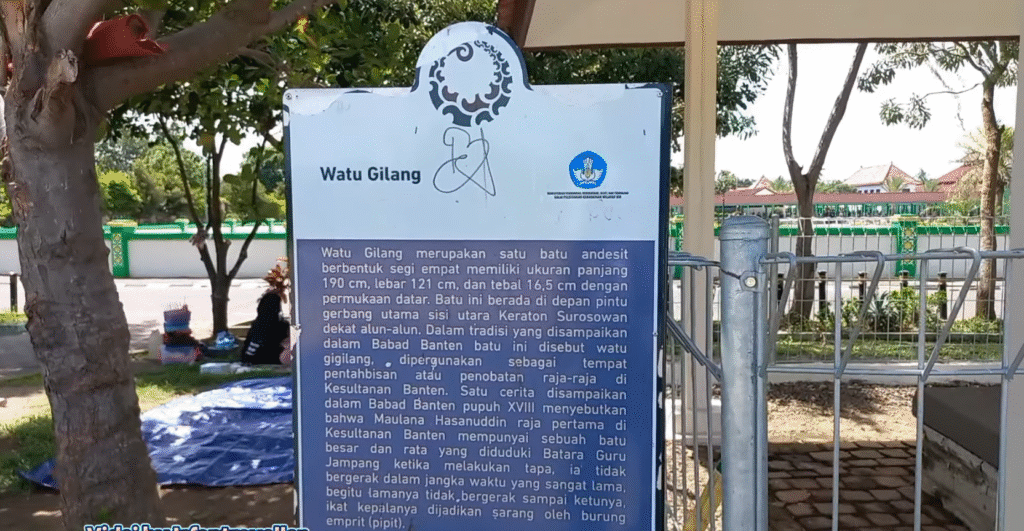 Watu Gilang
Watu Gilang merupakan satu batu andesit
berbentuk segi empat memiliki ukuran panjang
190 cm, lebar 121 cm, dan tebal 16,5 cm dengan
permukaan datar. Batu ini berada di depan pintu
gerbang utama sisi utara Keraton Surosowan
dekat alun-alun. Dalam tradisi yang disampaikan
dalam Babad Banten batu ini disebut watu
gigilang, dipergunakan sebagai tempat
pentahbisan atau penobatan raja-raja di
Kesultanan Banten. Satu cerita disampaikan
dalam Babad Banten pupuh XVIII menyebutkan
bahwa Maulana Hasanuddin raja pertama di
Kesultanan Banten mempunyai sebuah batu
besar dan rata yang diduduki Batara Guru
Jampang ketika melakukan tapa, ia tidak
bergerak dalam jangka waktu yang sangat lama,
begitu lamanya tidak bergerak sampai ketunya,
ikat kepalanya dijadikan sarang oleh burung
emprit (pipit).